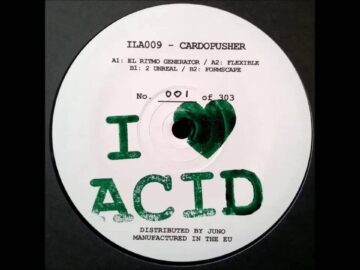 ILA009 - CARDOPUSHER
A1: EL RITMO GENERATOR / A2: FLEXIBLE
B1: 2 UNREAL / B2: FORMSCAPE
No. 001 of 303
I ♥
ACID
DISTRIBUTED BY JUNO
MANUFACTURED IN THE EU